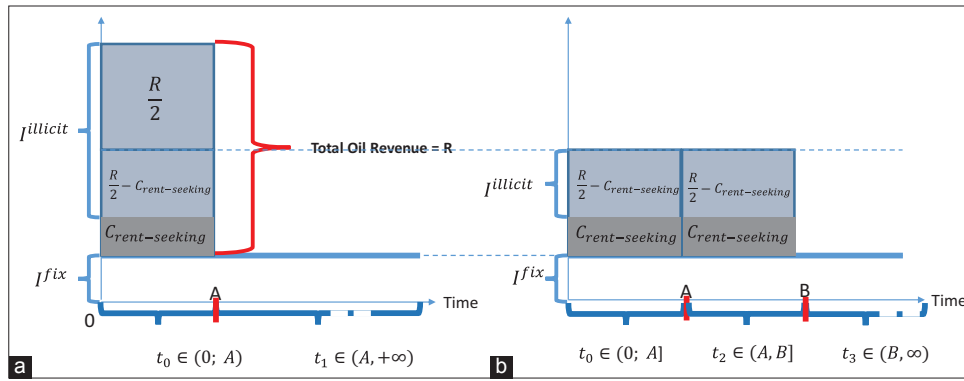 R/2
I^illicit
Total Oil Revenue = R
R/2 − C_rent−seeking
C_rent−seeking
I^fix
A
Time
0
t_0 ∈ (0; A)
t_1 ∈ (A, +∞)
a
I^illicit
R/2 − C_rent−seeking
R/2 − C_rent−seeking
C_rent−seeking
C_rent−seeking
I^fix
A
B
Time
t_0 ∈ (0; A]
t_2 ∈ (A, B]
t_3 ∈ (B, ∞)
b